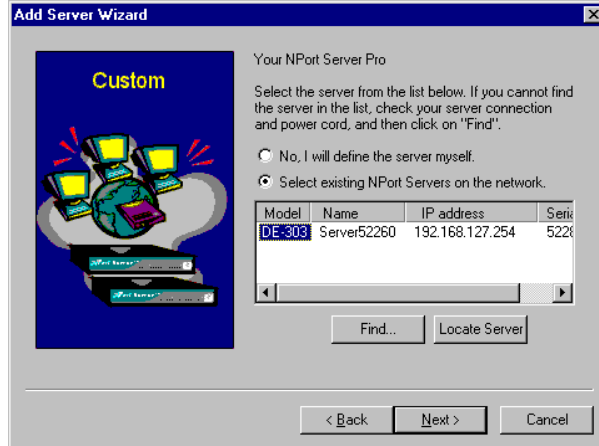 Add Server Wizard
Custom
Your NPort Server Pro
Select the server from the list below. If you cannot find
the server in the list, check your server connection
and power cord, and then click on "Find".
No, I will define the server myself.
Select existing NPort Servers on the network.
Model Name IP address Seria
DE-303 Server52260 192.168.127.254 5226
Find... Locate Server
< Back Next > Cancel